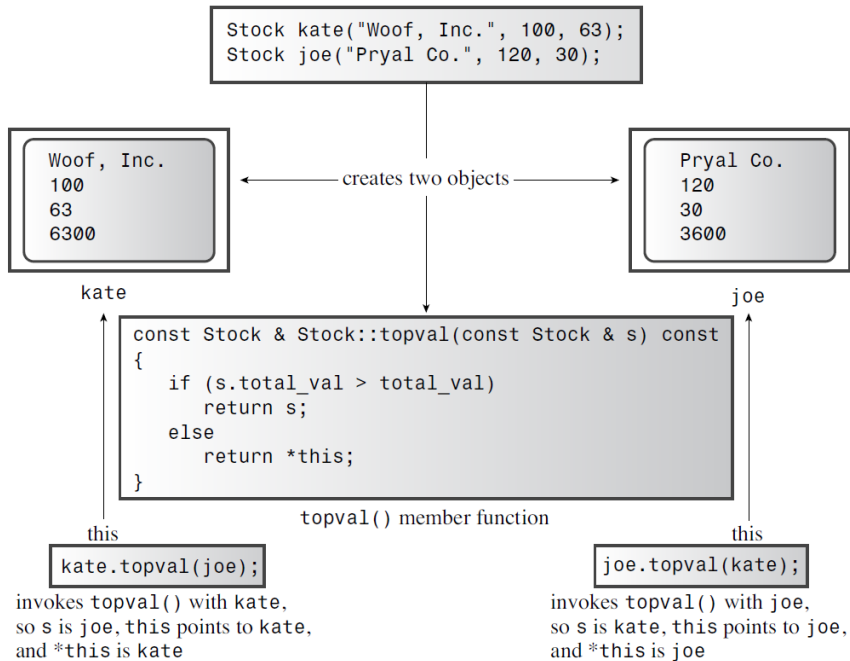 Stock kate("Woof, Inc.", 100, 63);
Stock joe("Pryal Co.", 120, 30);
Woof, Inc.
100
63
6300
kate
creates two objects
Pryal Co.
120
30
3600
joe
const Stock & Stock::topval(const Stock & s) const
{
   if (s.total_val > total_val)
      return s;
   else
      return *this;
}
topval() member function
this
kate.topval(joe);
invokes topval() with kate,
so s is joe, this points to kate,
and *this is kate
this
joe.topval(kate);
invokes topval() with joe,
so s is kate, this points to joe,
and *this is joe